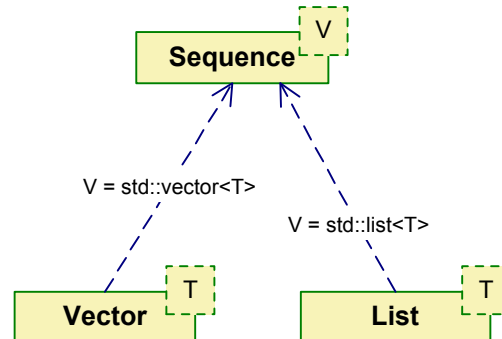 V
Sequence
V = std::vector<T>
V = std::list<T>
T
Vector
T
List